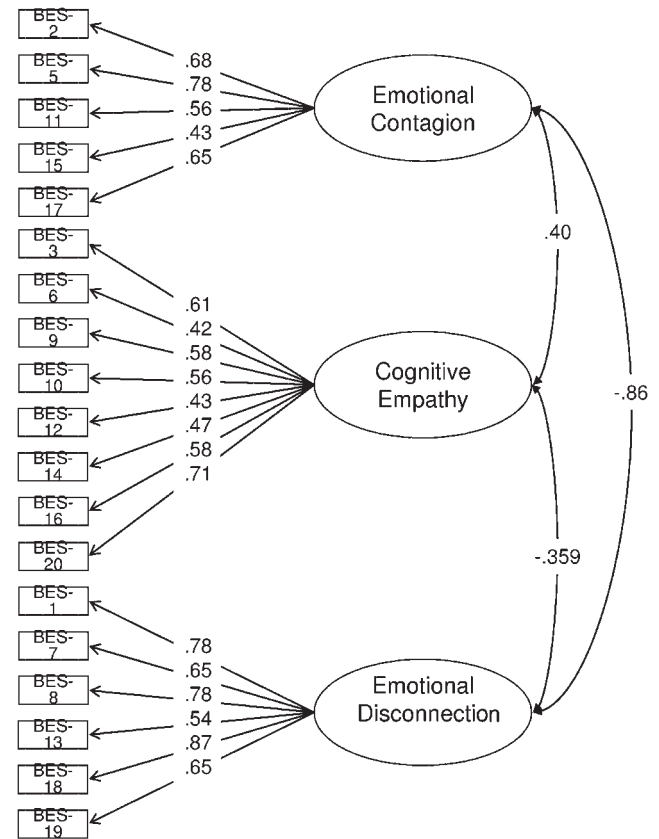 BES-
2
BES-
5
BES-
11
BES-
15
BES-
17
BES-
3
BES-
6
BES-
9
BES-
10
BES-
12
BES-
14
BES-
16
BES-
20
BES-
1
BES-
7
BES-
8
BES-
13
BES-
18
BES-
19
.68
.78
.56
.43
.65
.61
.42
.58
.56
.43
.47
.58
.71
.78
.65
.78
.54
.87
.65
Emotional
Contagion
Cognitive
Empathy
Emotional
Disconnection
.40
-.86
-.359